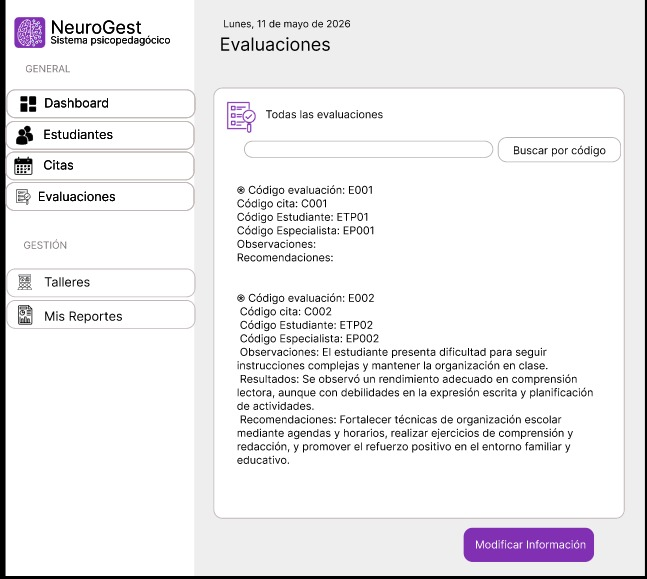 NeuroGest
Sistema psicopedagócico
GENERAL
Dashboard
Estudiantes
Citas
Evaluaciones
GESTIÓN
Talleres
Mis Reportes
Lunes, 11 de mayo de 2026
Evaluaciones
Todas las evaluaciones
Buscar por código
⊛ Código evaluación: E001
Código cita: C001
Código Estudiante: ETP01
Código Especialista: EP001
Observaciones:
Recomendaciones:
⊛ Código evaluación: E002
Código cita: C002
Código Estudiante: ETP02
Código Especialista: EP002
Observaciones: El estudiante presenta dificultad para seguir
instrucciones complejas y mantener la organización en clase.
Resultados: Se observó un rendimiento adecuado en comprensión
lectora, aunque con debilidades en la expresión escrita y planificación
de actividades.
Recomendaciones: Fortalecer técnicas de organización escolar
mediante agendas y horarios, realizar ejercicios de comprensión y
redacción, y promover el refuerzo positivo en el entorno familiar y
educativo.
Modificar Información